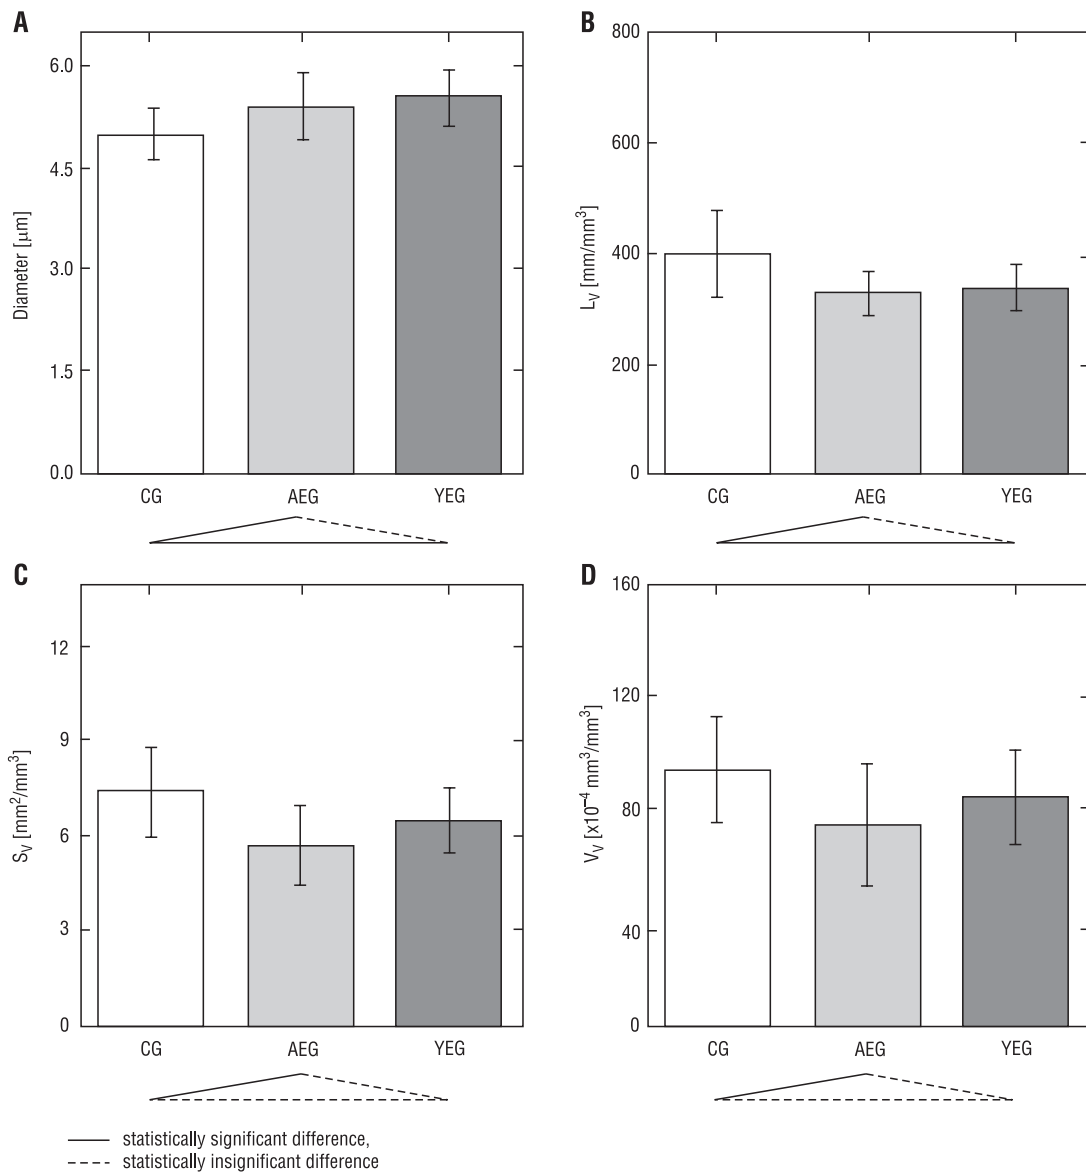 A
6.0
4.5
3.0
1.5
0.0
Diameter [μm]
CG AEG YEG
B
800
600
400
200
0
L_V [mm/mm³]
CG AEG YEG
C
12
9
6
3
0
S_V [mm²/mm³]
CG AEG YEG
D
160
120
80
40
0
V_V [x10⁻⁴ mm³/mm³]
CG AEG YEG
statistically significant difference,
statistically insignificant difference